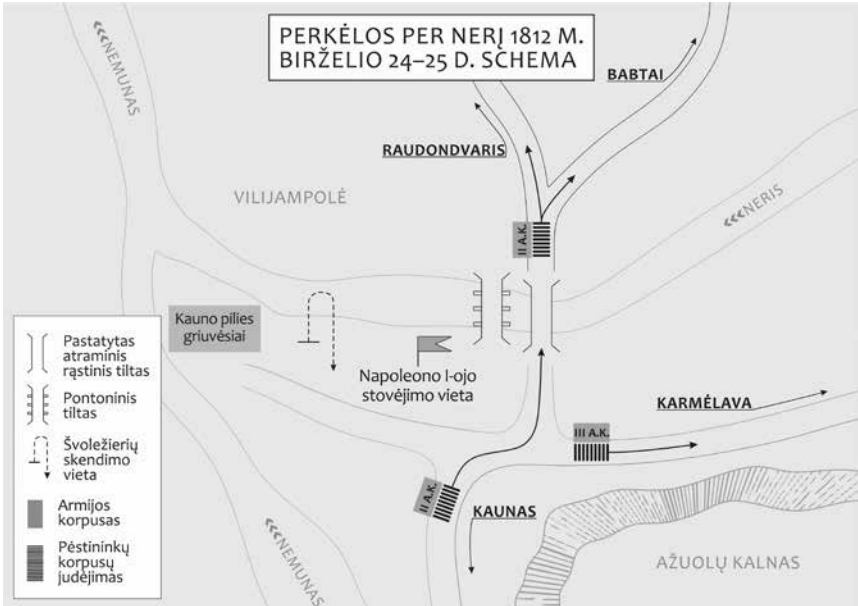 PERKĖLOS PER NERĮ 1812 M.
BIRŽELIO 24–25 D. SCHEMA
<<<NEMUNAS
BABTAI
RAUDONDVARIS
VILIJAMPOLĖ
<<<NERIS
II A.K.
Kauno pilies
griuvėsiai
Napoleono I-ojo
stovėjimo vieta
KARMĖLAVA
III A.K.
II A.K.
KAUNAS
<<<NEMUNAS
AŽUOLŲ KALNAS
Pastatytas
atraminis
rąstinis tiltas
Pontoninis
tiltas
Švoležierių
skendimo
vieta
Armijos
korpusas
Pėstininkų
korpusų
judėjimas